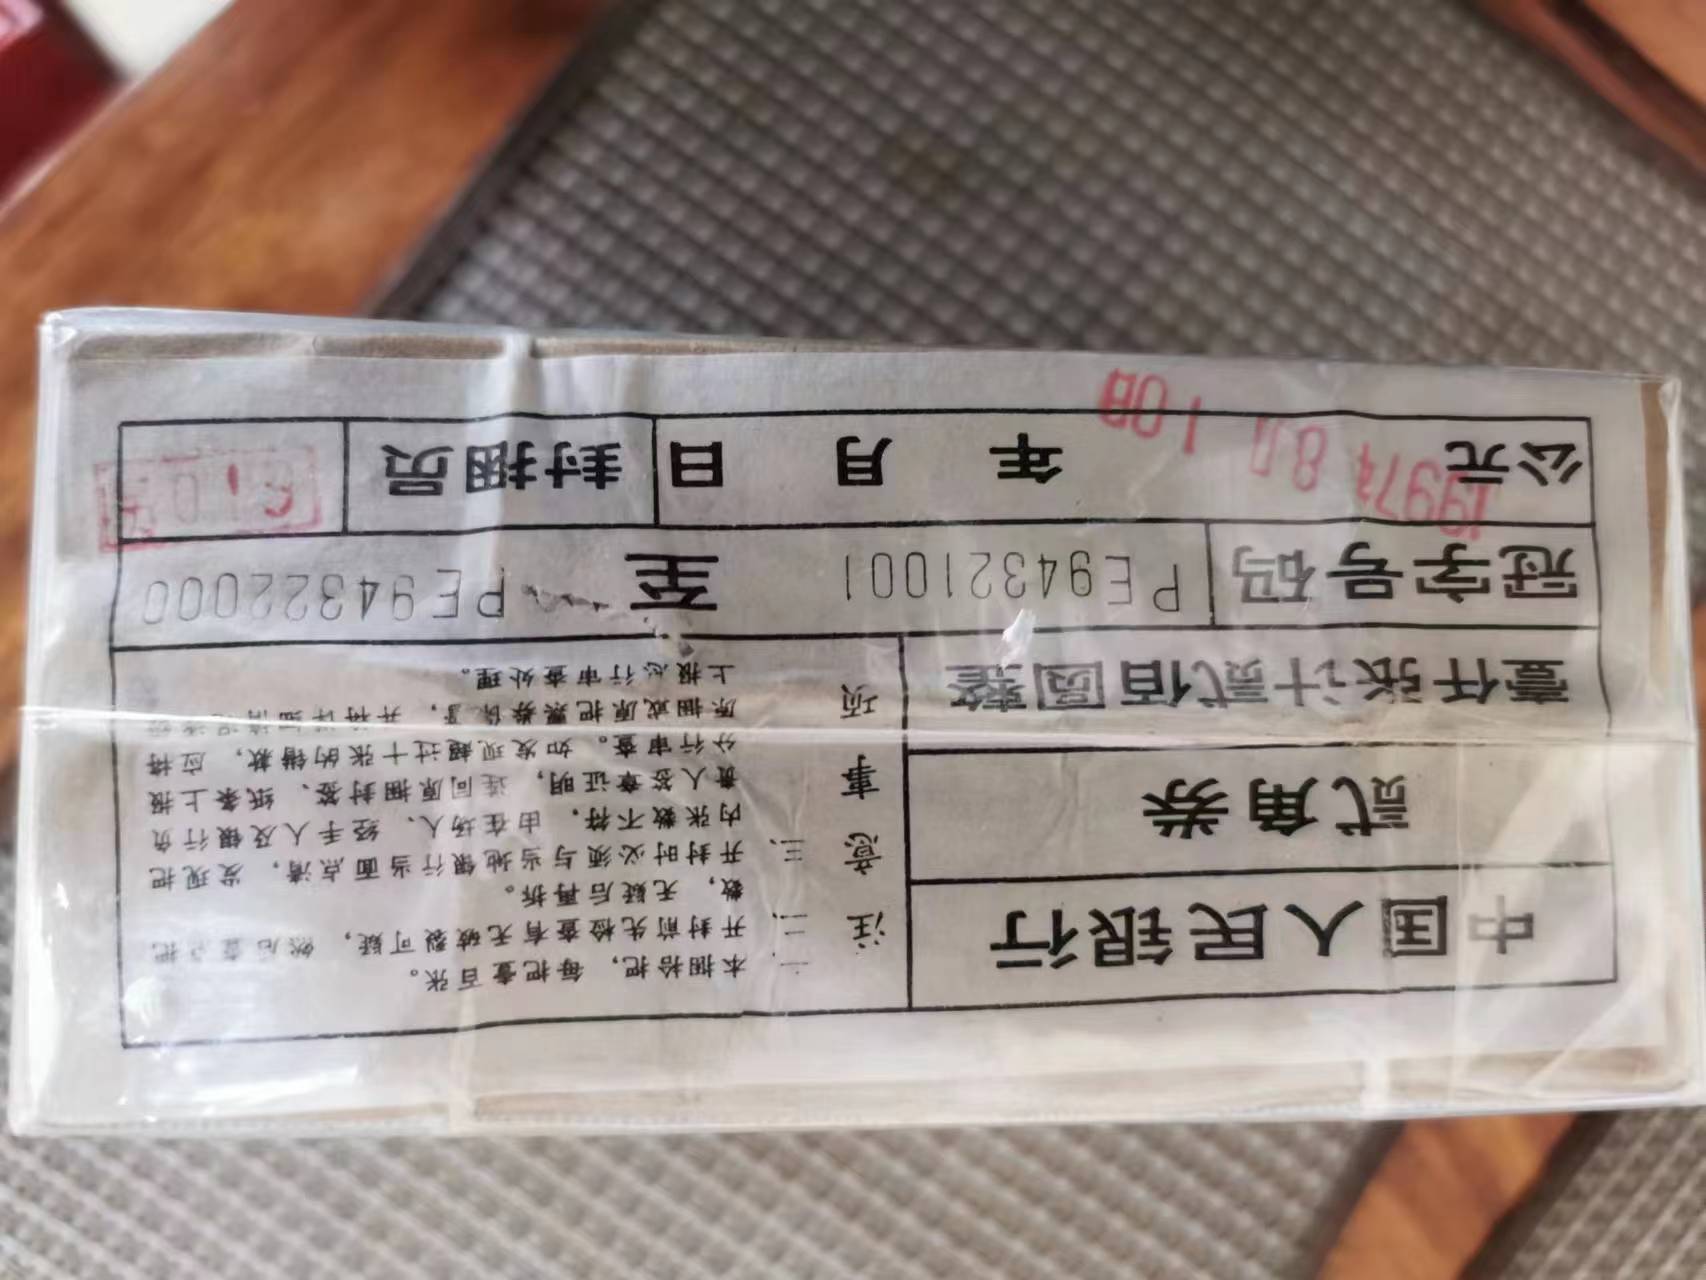 中国人民银行
贰角券
壹仟张计贰佰圆整
注意事项
一、本捆拾把，每把壹百张。
二、开封前先检查有无破裂可疑，然后查点把
数，无疑后再拆。
三、开封时必须与当地银行当面点清，发现把
内张数不符，由在场人、经手人及银行负
责人签章证明，连同原捆封签、纸条上报
分行审查。如发现超过十张的错款，应将
原捆或原把票券保留，并将详细情况
上报总行审查处理。
冠字号码 PE94321001 至 PE94322000
公元 年 月 日 封捆员
1997年 8月 10日